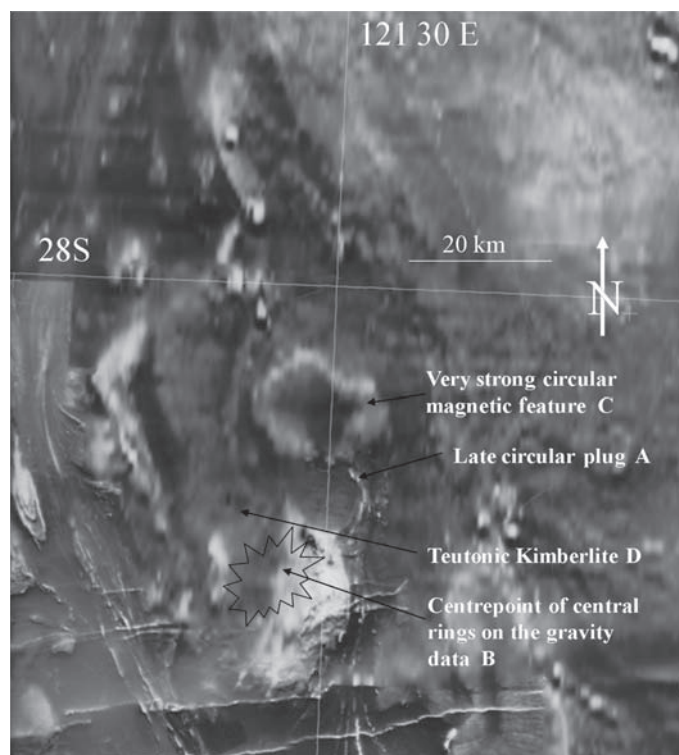 121 30 E
28S
20 km
N
Very strong circular
magnetic feature C
Late circular plug A
Teutonic Kimberlite D
Centrepoint of central
rings on the gravity
data B